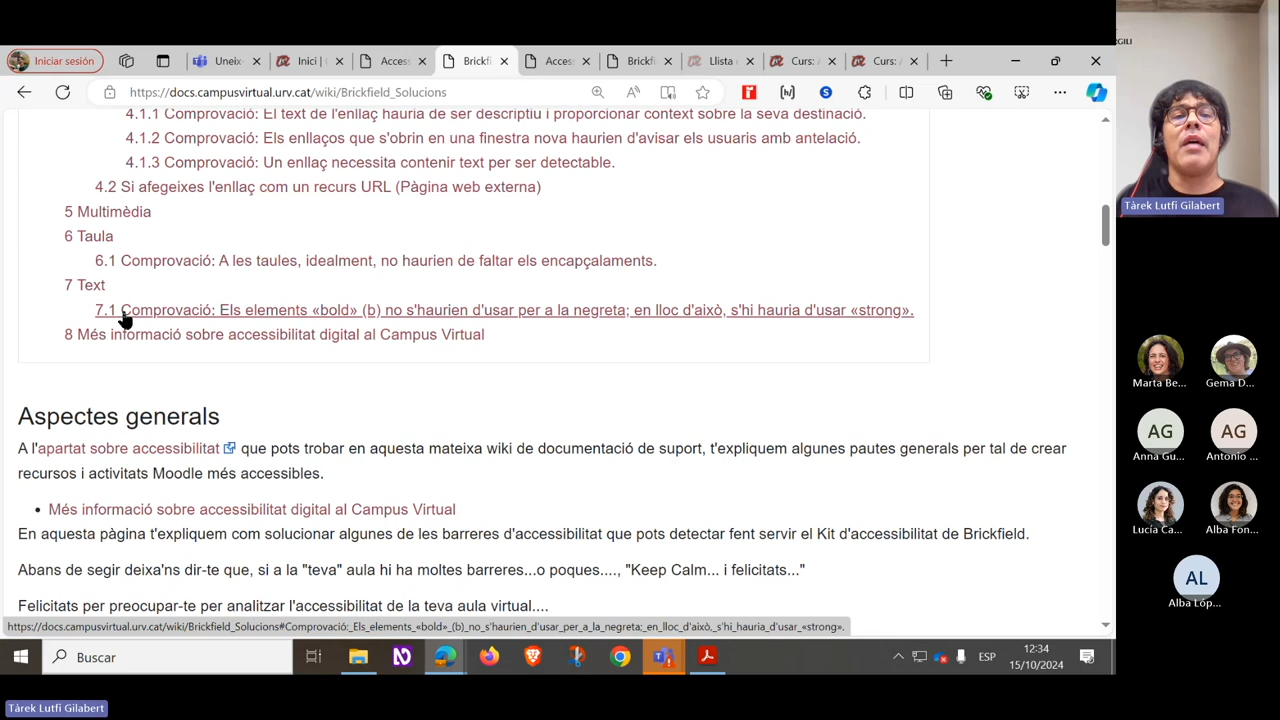 Iniciar sesión
Uneix-
Inici | (
Access
Brickfi
Acces:
Brickf
Llista (
Curs: /
Curs: /
https://docs.campusvirtual.urv.cat/wiki/Brickfield_Solucions
4.1.1 Comprovació: El text de l'enllaç hauria de ser descriptiu i proporcionar context sobre la seva destinació.
4.1.2 Comprovació: Els enllaços que s'obrin en una finestra nova haurien d'avisar els usuaris amb antelació.
4.1.3 Comprovació: Un enllaç necessita contenir text per ser detectable.
4.2 Si afegeixes l'enllaç com un recurs URL (Pàgina web externa)
5 Multimèdia
6 Taula
6.1 Comprovació: A les taules, idealment, no haurien de faltar els encapçalaments.
7 Text
7.1 Comprovació: Els elements «bold» (b) no s'haurien d'usar per a la negreta; en lloc d'això, s'hi hauria d'usar «strong».
8 Més informació sobre accessibilitat digital al Campus Virtual
Aspectes generals
A l'apartat sobre accessibilitat que pots trobar en aquesta mateixa wiki de documentació de suport, t'expliquem algunes pautes generals per tal de crear
recursos i activitats Moodle més accessibles.
• Més informació sobre accessibilitat digital al Campus Virtual
En aquesta pàgina t'expliquem com solucionar algunes de les barreres d'accessibilitat que pots detectar fent servir el Kit d'accessibilitat de Brickfield.
Abans de segir deixa'ns dir-te que, si a la "teva" aula hi ha moltes barreres...o poques...., "Keep Calm... i felicitats..."
Felicitats per preocupar-te per analitzar l'accessibilitat de la teva aula virtual....
https://docs.campusvirtual.urv.cat/wiki/Brickfield_Solucions#Comprovació:_Els_elements_«bold»_(b)_no_s'haurien_d'usar_per_a_la_negreta;_en_lloc_d'això,_s'hi_hauria_d'usar_«strong».
Buscar
ESP
12:34
15/10/2024
Tàrek Lutfi Gilabert
GILI
Tàrek Lutfi Gilabert
Marta Be...
Gema D...
AG
AG
Anna Gu...
Antonio ...
Lucía Ca...
Alba Fon...
AL
Alba Lóp...